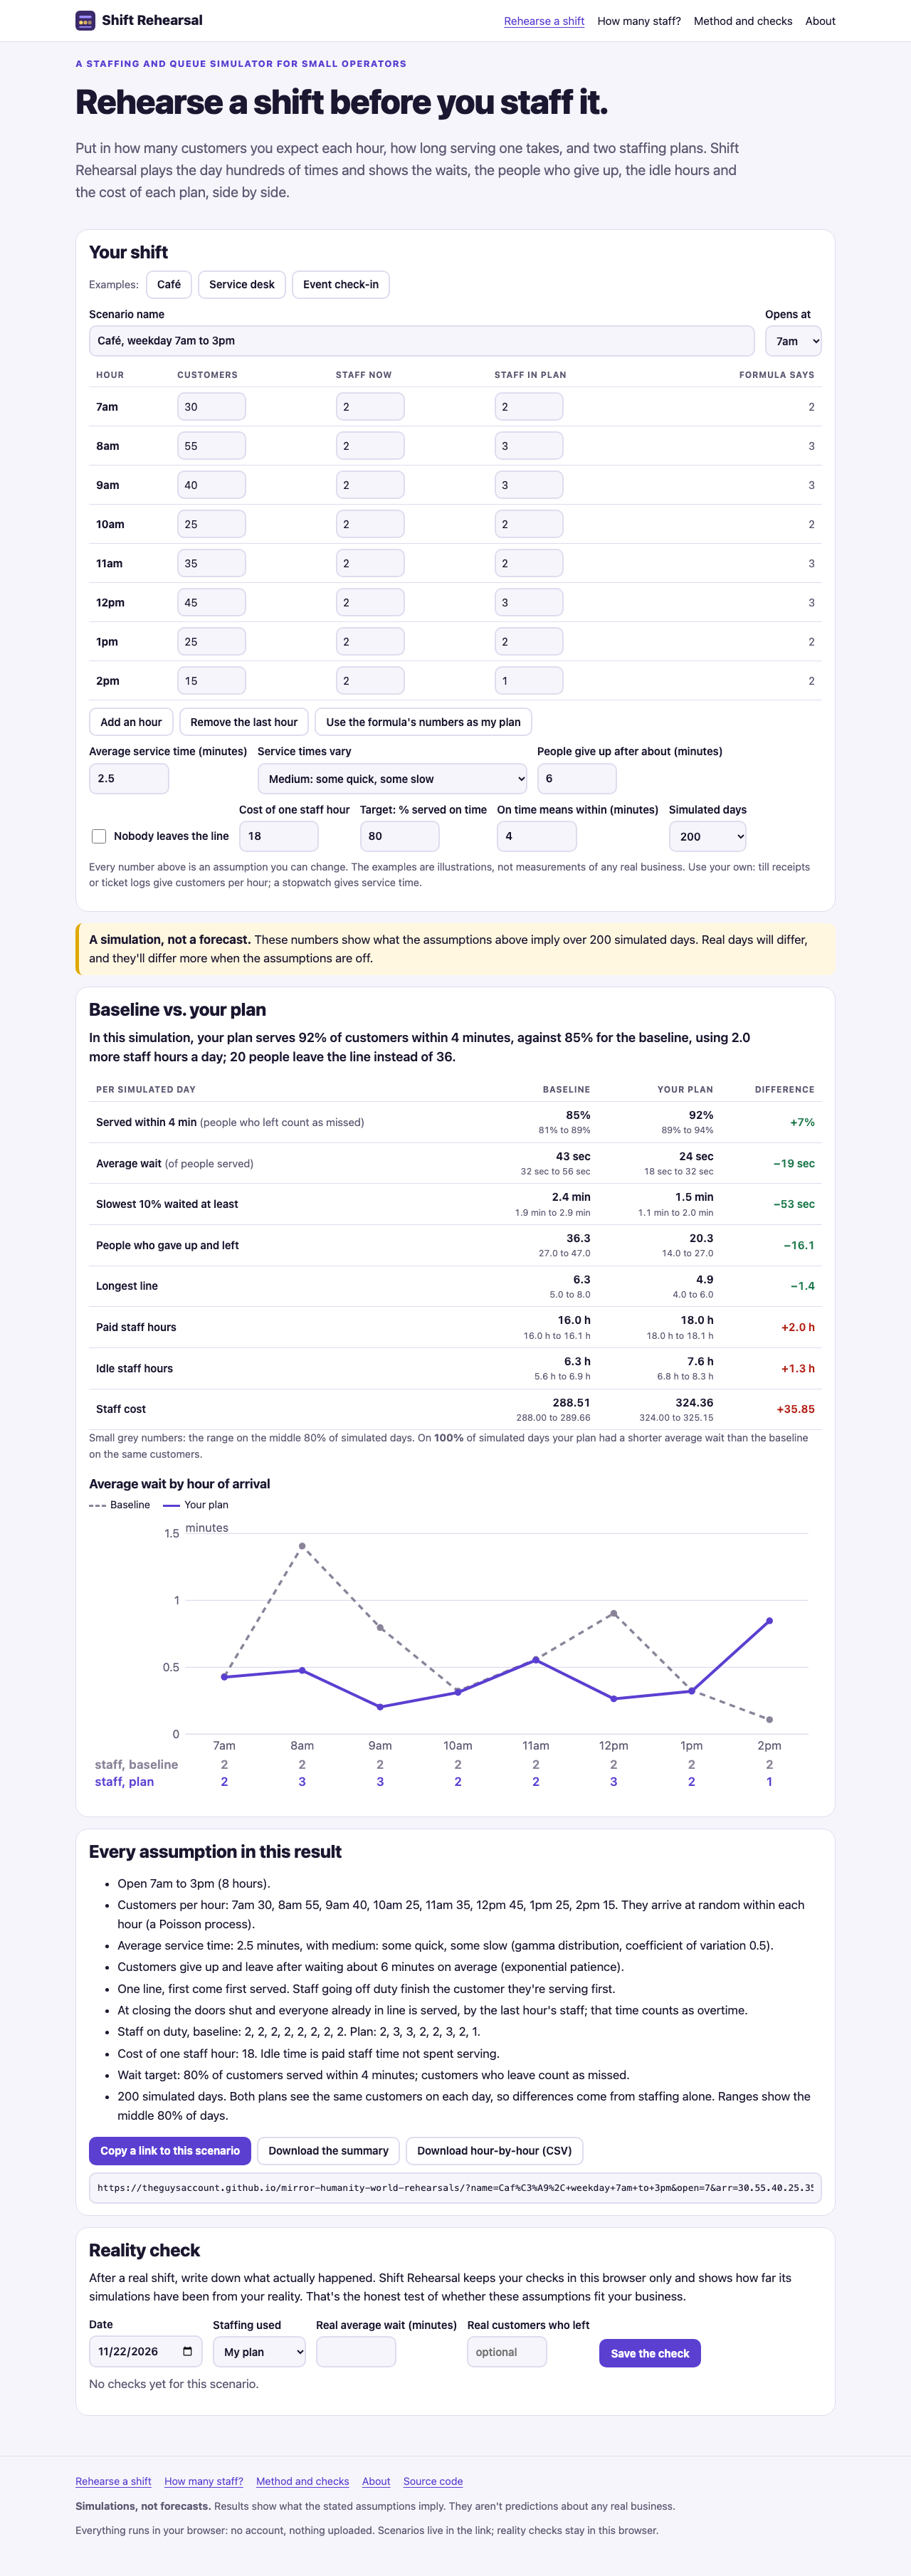 Shift Rehearsal
Rehearse a shift
How many staff?
Method and checks
About
A STAFFING AND QUEUE SIMULATOR FOR SMALL OPERATORS
Rehearse a shift before you staff it.
Put in how many customers you expect each hour, how long serving one takes, and two staffing plans. Shift
Rehearsal plays the day hundreds of times and shows the waits, the people who give up, the idle hours and
the cost of each plan, side by side.
Your shift
Examples: Café Service desk Event check-in
Scenario name Opens at
Café, weekday 7am to 3pm 7am
HOUR CUSTOMERS STAFF NOW STAFF IN PLAN FORMULA SAYS
7am 30 2 2 2
8am 55 2 3 3
9am 40 2 3 3
10am 25 2 2 2
11am 35 2 2 3
12pm 45 2 3 3
1pm 25 2 2 2
2pm 15 2 1 2
Add an hour Remove the last hour Use the formula's numbers as my plan
Average service time (minutes) Service times vary People give up after about (minutes)
2.5 Medium: some quick, some slow 6
Cost of one staff hour Target: % served on time On time means within (minutes) Simulated days
Nobody leaves the line 18 80 4 200
Every number above is an assumption you can change. The examples are illustrations, not measurements of any real business. Use your own: till receipts
or ticket logs give customers per hour; a stopwatch gives service time.
A simulation, not a forecast. These numbers show what the assumptions above imply over 200 simulated days. Real days will differ,
and they'll differ more when the assumptions are off.
Baseline vs. your plan
In this simulation, your plan serves 92% of customers within 4 minutes, against 85% for the baseline, using 2.0
more staff hours a day; 20 people leave the line instead of 36.
PER SIMULATED DAY BASELINE YOUR PLAN DIFFERENCE
Served within 4 min (people who left count as missed) 85% 92% +7%
81% to 89% 89% to 94%
Average wait (of people served) 43 sec 24 sec −19 sec
32 sec to 56 sec 18 sec to 32 sec
Slowest 10% waited at least 2.4 min 1.5 min −53 sec
1.9 min to 2.9 min 1.1 min to 2.0 min
People who gave up and left 36.3 20.3 −16.1
27.0 to 47.0 14.0 to 27.0
Longest line 6.3 4.9 −1.4
5.0 to 8.0 4.0 to 6.0
Paid staff hours 16.0 h 18.0 h +2.0 h
16.0 h to 16.1 h 18.0 h to 18.1 h
Idle staff hours 6.3 h 7.6 h +1.3 h
5.6 h to 6.9 h 6.8 h to 8.3 h
Staff cost 288.51 324.36 +35.85
288.00 to 289.66 324.00 to 325.15
Small grey numbers: the range on the middle 80% of simulated days. On 100% of simulated days your plan had a shorter average wait than the baseline
on the same customers.
Average wait by hour of arrival
Baseline Your plan
minutes
1.5
1
0.5
0
7am 8am 9am 10am 11am 12pm 1pm 2pm
staff, baseline 2 2 2 2 2 2 2 2
staff, plan 2 3 3 2 2 3 2 1
Every assumption in this result
• Open 7am to 3pm (8 hours).
• Customers per hour: 7am 30, 8am 55, 9am 40, 10am 25, 11am 35, 12pm 45, 1pm 25, 2pm 15. They arrive at random within each
hour (a Poisson process).
• Average service time: 2.5 minutes, with medium: some quick, some slow (gamma distribution, coefficient of variation 0.5).
• Customers give up and leave after waiting about 6 minutes on average (exponential patience).
• One line, first come first served. Staff going off duty finish the customer they're serving first.
• At closing the doors shut and everyone already in line is served, by the last hour's staff; that time counts as overtime.
• Staff on duty, baseline: 2, 2, 2, 2, 2, 2, 2, 2. Plan: 2, 3, 3, 2, 2, 3, 2, 1.
• Cost of one staff hour: 18. Idle time is paid staff time not spent serving.
• Wait target: 80% of customers served within 4 minutes; customers who leave count as missed.
• 200 simulated days. Both plans see the same customers on each day, so differences come from staffing alone. Ranges show the
middle 80% of days.
Copy a link to this scenario Download the summary Download hour-by-hour (CSV)
https://theguysaccount.github.io/mirror-humanity-world-rehearsals/?name=Caf%C3%A9%2C+weekday+7am+to+3pm&open=7&arr=30.55.40.25.35
Reality check
After a real shift, write down what actually happened. Shift Rehearsal keeps your checks in this browser only and shows how far its
simulations have been from your reality. That's the honest test of whether these assumptions fit your business.
Date Staffing used Real average wait (minutes) Real customers who left
11/22/2026 My plan optional Save the check
No checks yet for this scenario.
Rehearse a shift How many staff? Method and checks About Source code
Simulations, not forecasts. Results show what the stated assumptions imply. They aren't predictions about any real business.
Everything runs in your browser: no account, nothing uploaded. Scenarios live in the link; reality checks stay in this browser.